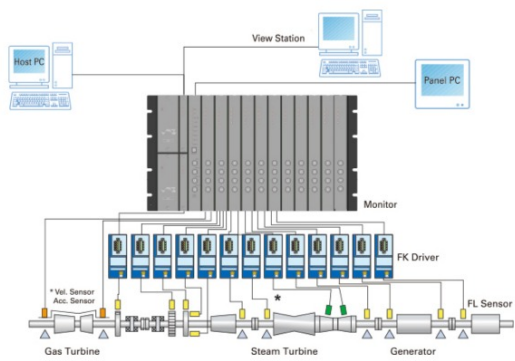 View Station
Host PC
Panel PC
Monitor
FK Driver
* Vel. Sensor
Acc. Sensor
*
FL Sensor
Gas Turbine
Steam Turbine
Generator